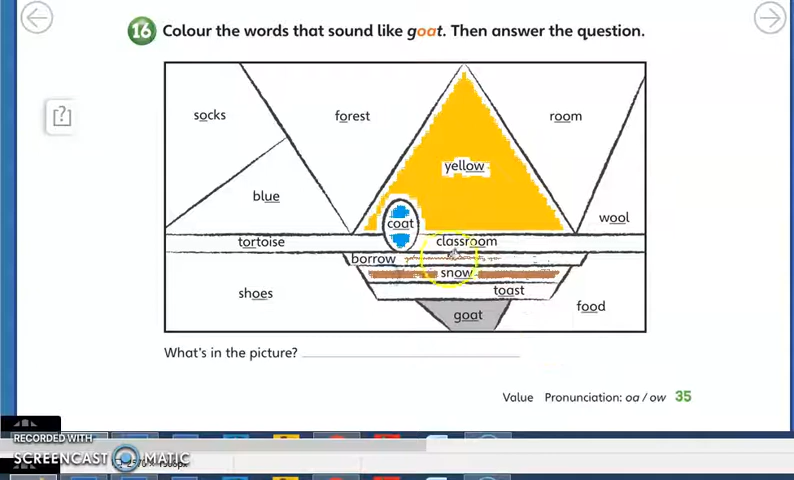 16 Colour the words that sound like goat. Then answer the question.
[?]
socks
forest
room
yellow
blue
coat
wool
tortoise
classroom
borrow
snow
shoes
toast
food
goat
What's in the picture?
Value Pronunciation: oa / ow 35
RECORDED WITH
SCREENCAST MATIC